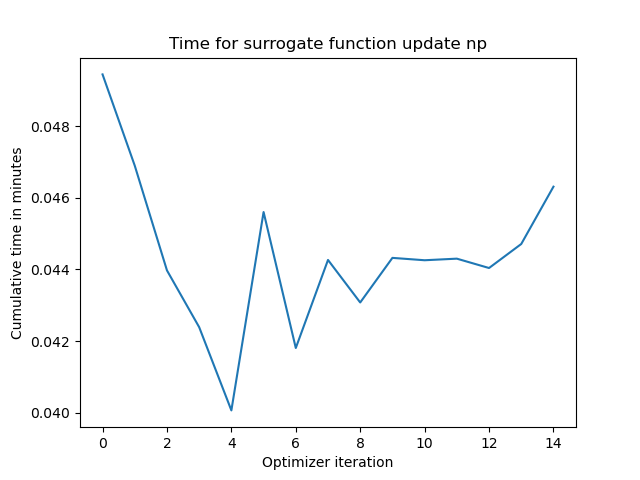 Time for surrogate function update np
Cumulative time in minutes
0.048
0.046
0.044
0.042
0.040
0 2 4 6 8 10 12 14
Optimizer iteration